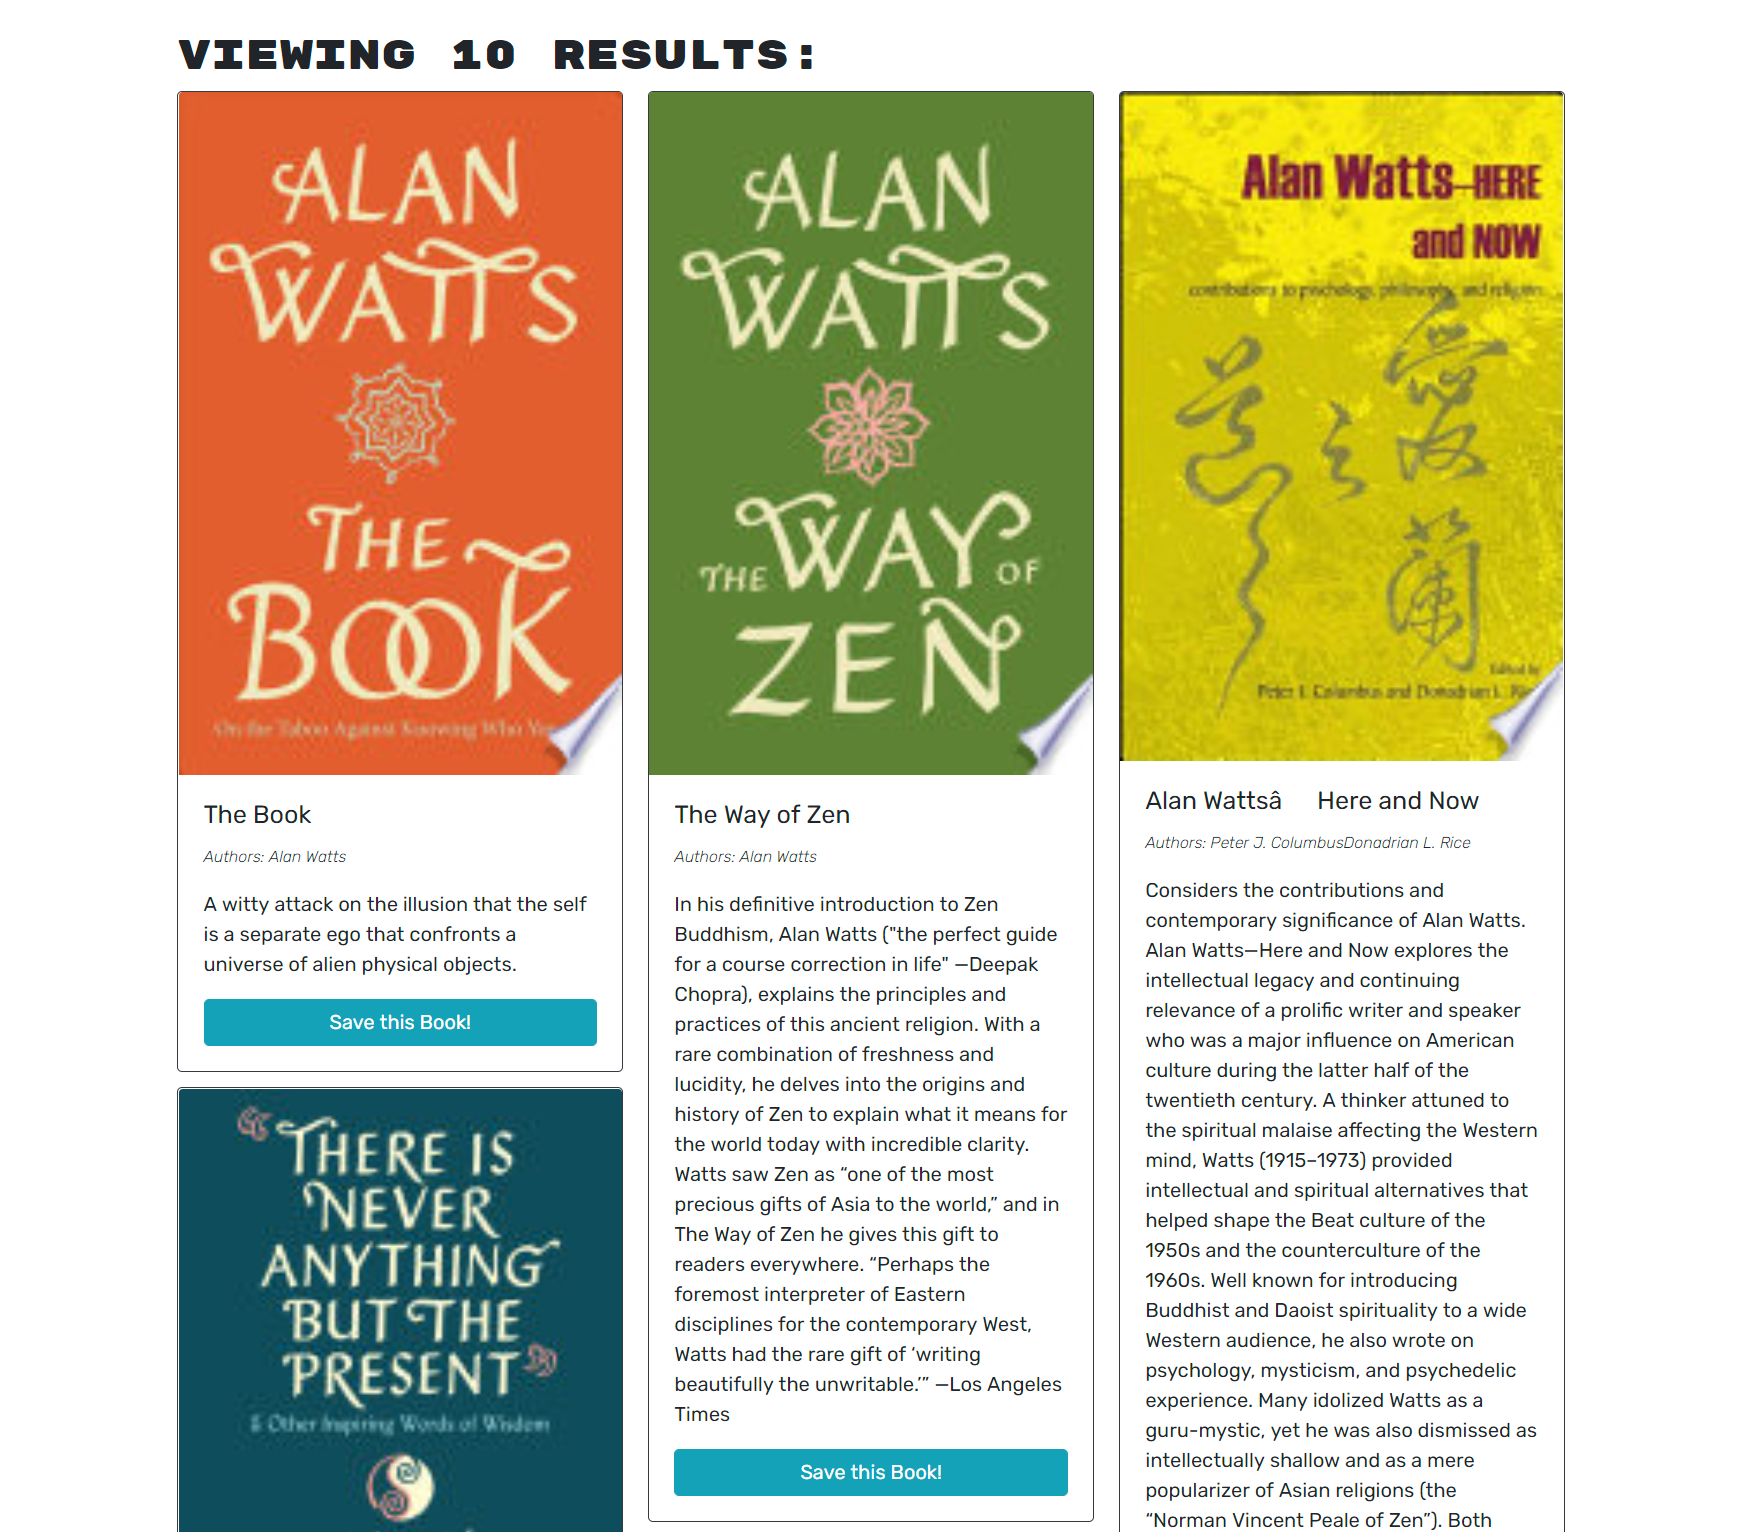 VIEWING 10 RESULTS:
ALAN
WATTS
THE
BOOK
On the Taboo Against Knowing Who You
The Book
Authors: Alan Watts
A witty attack on the illusion that the self
is a separate ego that confronts a
universe of alien physical objects.
Save this Book!
“THERE IS
NEVER
ANYTHING
BUT THE
PRESENT”
& Other Inspiring Words of Wisdom
ALAN
WATTS
THE WAY OF
ZEN
The Way of Zen
Authors: Alan Watts
In his definitive introduction to Zen
Buddhism, Alan Watts ("the perfect guide
for a course correction in life" —Deepak
Chopra), explains the principles and
practices of this ancient religion. With a
rare combination of freshness and
lucidity, he delves into the origins and
history of Zen to explain what it means for
the world today with incredible clarity.
Watts saw Zen as “one of the most
precious gifts of Asia to the world,” and in
The Way of Zen he gives this gift to
readers everywhere. “Perhaps the
foremost interpreter of Eastern
disciplines for the contemporary West,
Watts had the rare gift of ‘writing
beautifully the unwritable.’” —Los Angeles
Times
Save this Book!
Alan Watts–HERE
and NOW
contributions to psychology, philosophy, and religion
Edited by
Peter J. Columbus and Donadrian L. Rice
Alan Wattsâ Here and Now
Authors: Peter J. ColumbusDonadrian L. Rice
Considers the contributions and
contemporary significance of Alan Watts.
Alan Watts—Here and Now explores the
intellectual legacy and continuing
relevance of a prolific writer and speaker
who was a major influence on American
culture during the latter half of the
twentieth century. A thinker attuned to
the spiritual malaise affecting the Western
mind, Watts (1915–1973) provided
intellectual and spiritual alternatives that
helped shape the Beat culture of the
1950s and the counterculture of the
1960s. Well known for introducing
Buddhist and Daoist spirituality to a wide
Western audience, he also wrote on
psychology, mysticism, and psychedelic
experience. Many idolized Watts as a
guru-mystic, yet he was also dismissed as
intellectually shallow and as a mere
popularizer of Asian religions (the
“Norman Vincent Peale of Zen”). Both